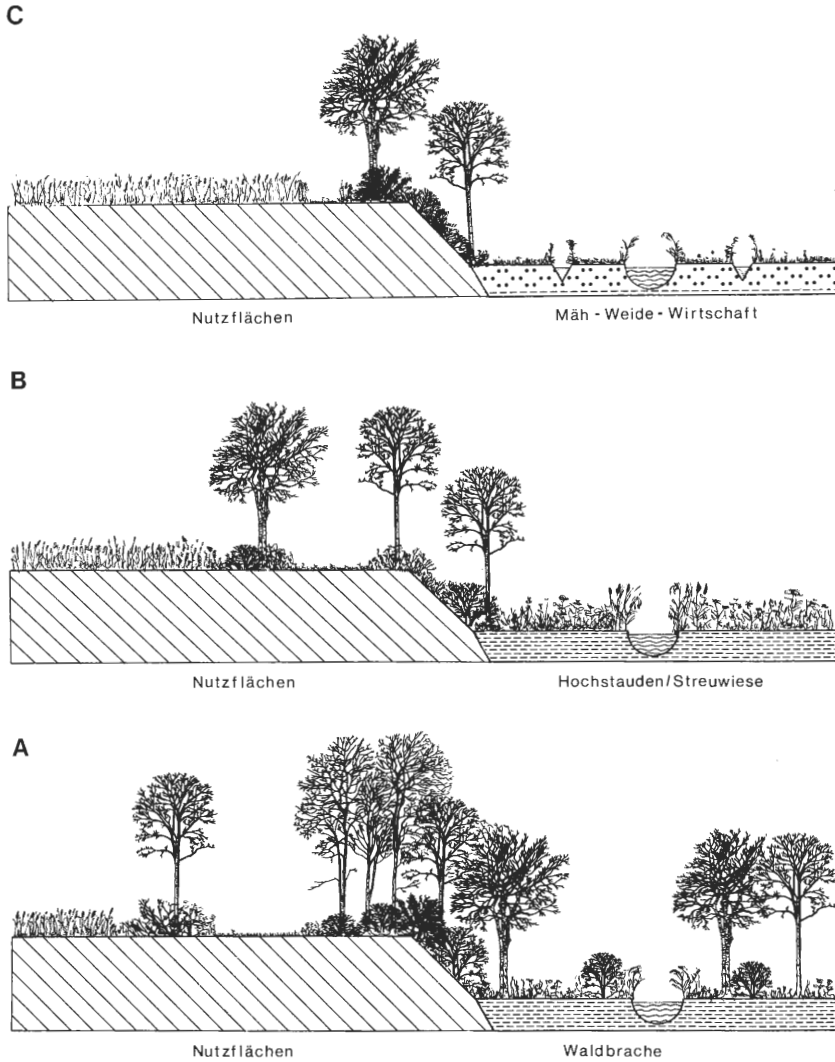 C
Nutzflächen Mäh - Weide - Wirtschaft
B
Nutzflächen Hochstauden/Streuwiese
A
Nutzflächen Waldbrache